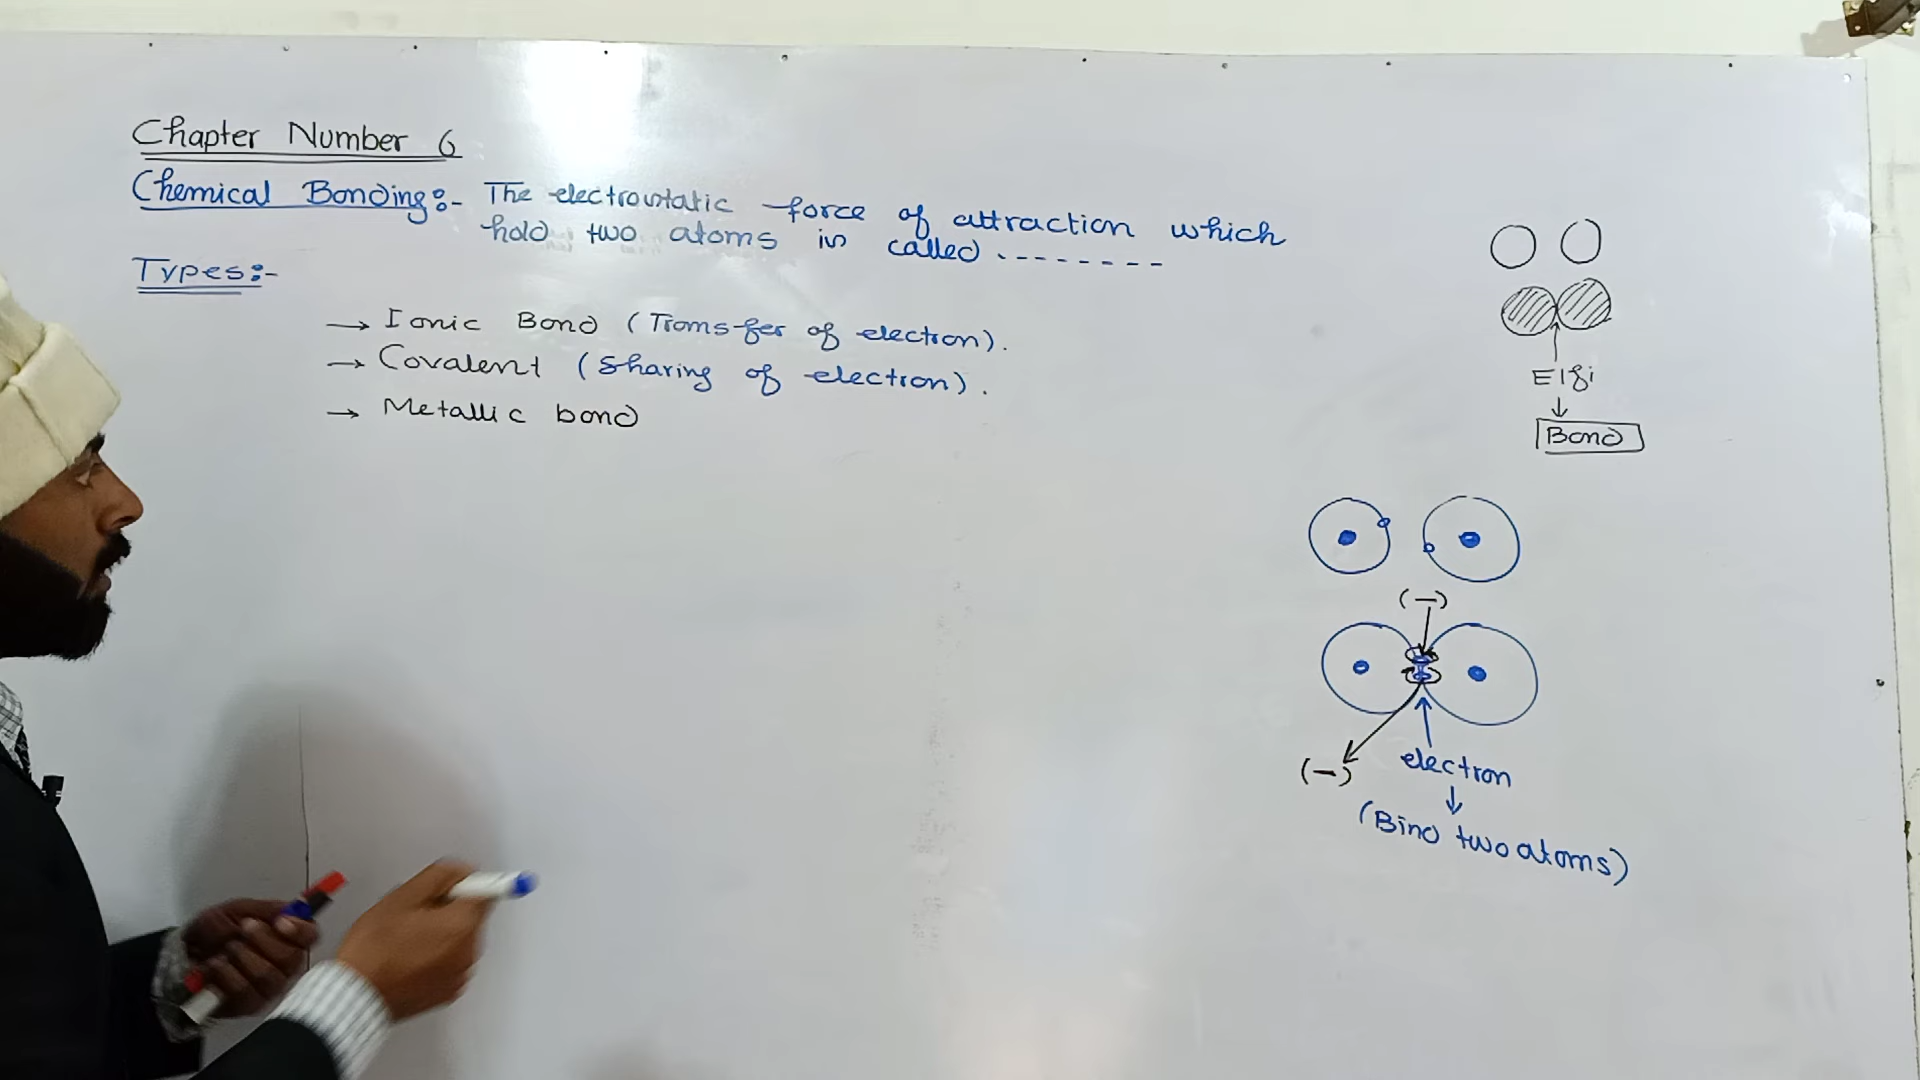 Chapter Number 6
Chemical Bonding:- The electrostatic force of attraction which
hold two atoms is called --------
Types:-
→ Ionic Bond (Transfer of electron).
→ Covalent (Sharing of electron).
→ Metallic bond
Bond
(-)
(-)
electron
↓
(Bind two atoms)